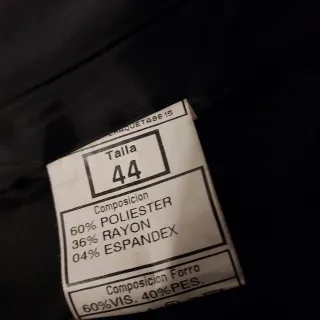 Talla
44
Composicion
60% POLIESTER
36% RAYON
04% ESPANDEX
Composicion Forro
60%VIS. 40%PES.